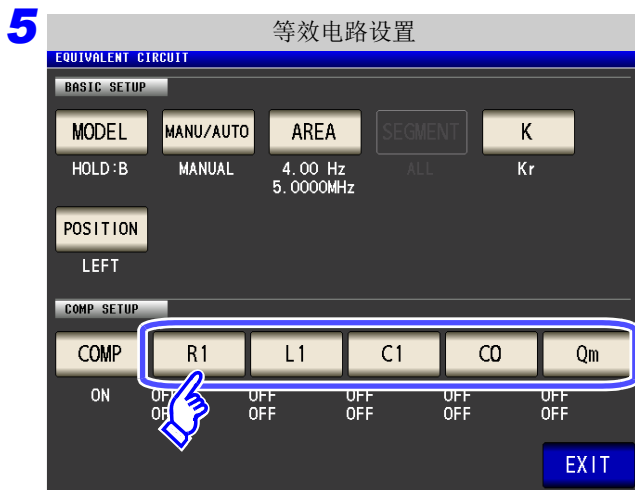 5
等效电路设置
EQUIVALENT CIRCUIT
BASIC SETUP
MODEL MANU/AUTO AREA SEGMENT K
HOLD:B MANUAL 4.00 Hz ALL Kr
5.0000MHz
POSITION
LEFT
COMP SETUP
COMP R1 L1 C1 C0 Qm
ON OFF OFF OFF OFF OFF
OFF OFF OFF OFF OFF
EXIT